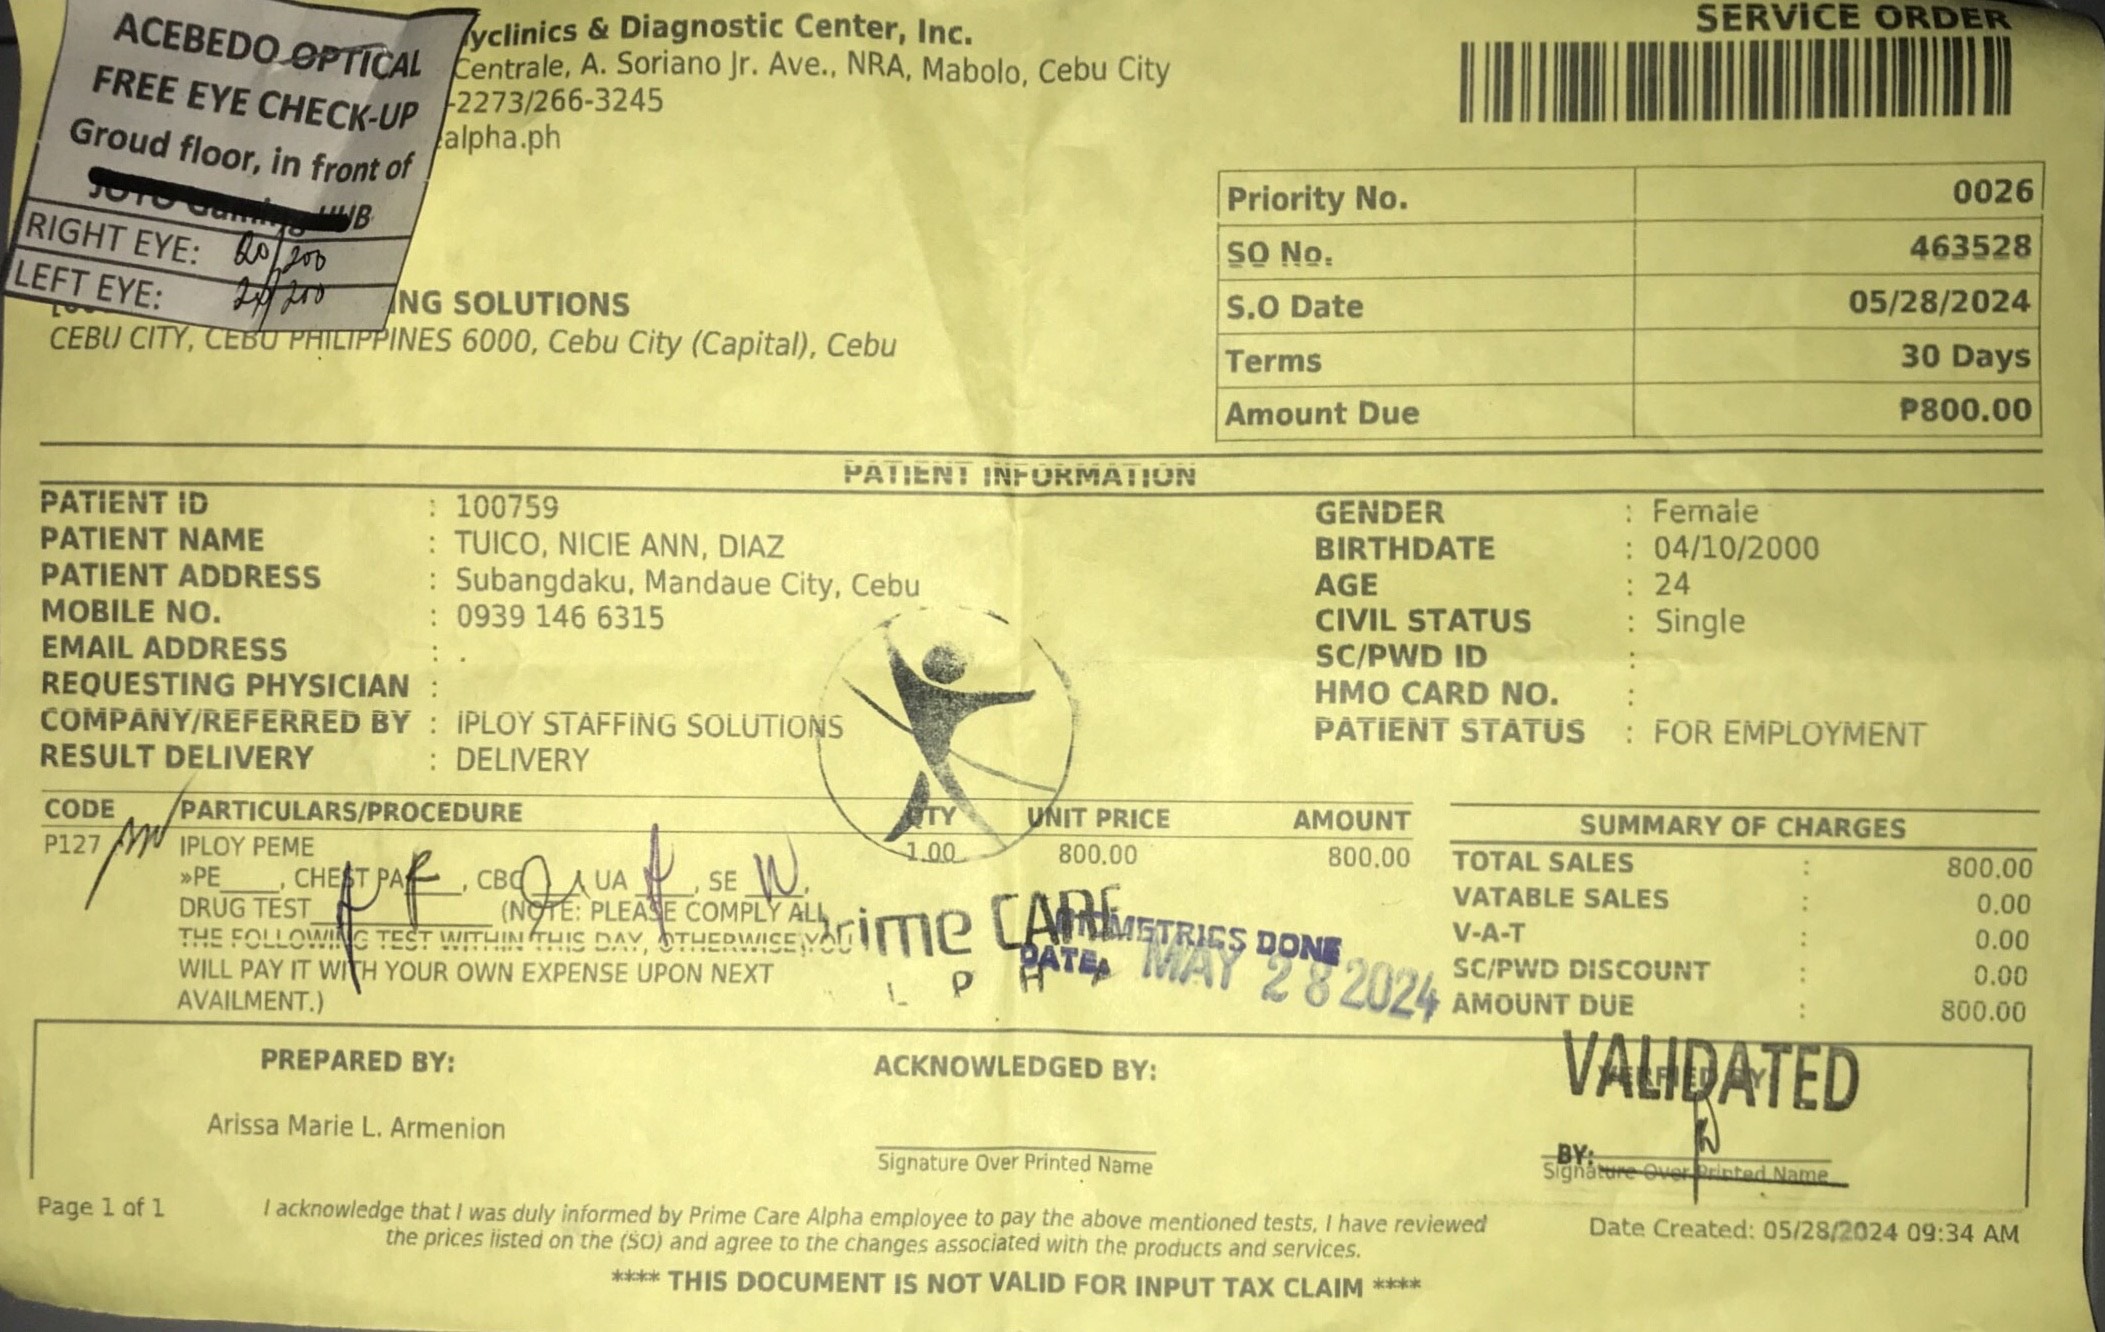 ACEBEDO OPTICAL
FREE EYE CHECK-UP
Groud floor, in front of
RIGHT EYE: 20/200
LEFT EYE: 20/200
yclinics & Diagnostic Center, Inc.
Centrale, A. Soriano Jr. Ave., NRA, Mabolo, Cebu City
-2273/266-3245
alpha.ph
NG SOLUTIONS
CEBU CITY, CEBU PHILIPPINES 6000, Cebu City (Capital), Cebu
SERVICE ORDER
Priority No. 0026
SO No. 463528
S.O Date 05/28/2024
Terms 30 Days
Amount Due ₱800.00
PATIENT INFORMATION
PATIENT ID : 100759
PATIENT NAME : TUICO, NICIE ANN, DIAZ
PATIENT ADDRESS : Subangdaku, Mandaue City, Cebu
MOBILE NO. : 0939 146 6315
EMAIL ADDRESS : .
REQUESTING PHYSICIAN :
COMPANY/REFERRED BY : IPLOY STAFFING SOLUTIONS
RESULT DELIVERY : DELIVERY
GENDER : Female
BIRTHDATE : 04/10/2000
AGE : 24
CIVIL STATUS : Single
SC/PWD ID :
HMO CARD NO. :
PATIENT STATUS : FOR EMPLOYMENT
CODE PARTICULARS/PROCEDURE QTY UNIT PRICE AMOUNT
P127 IPLOY PEME 1.00 800.00 800.00
»PE____, CHEST PA____, CBC____, UA____, SE____,
DRUG TEST____________ (NOTE: PLEASE COMPLY ALL
THE FOLLOWING TEST WITHIN THIS DAY, OTHERWISE YOU
WILL PAY IT WITH YOUR OWN EXPENSE UPON NEXT
AVAILMENT.)
Prime CARE
A L P H A
BIOMETRICS DONE
DATE: MAY 28 2024
SUMMARY OF CHARGES
TOTAL SALES : 800.00
VATABLE SALES : 0.00
V-A-T : 0.00
SC/PWD DISCOUNT : 0.00
AMOUNT DUE : 800.00
PREPARED BY:
Arissa Marie L. Armenion
ACKNOWLEDGED BY:
Signature Over Printed Name
VERIFIED BY
VALIDATED
BY:
Signature Over Printed Name
Page 1 of 1
I acknowledge that I was duly informed by Prime Care Alpha employee to pay the above mentioned tests, I have reviewed
the prices listed on the (SO) and agree to the changes associated with the products and services.
Date Created: 05/28/2024 09:34 AM
**** THIS DOCUMENT IS NOT VALID FOR INPUT TAX CLAIM ****